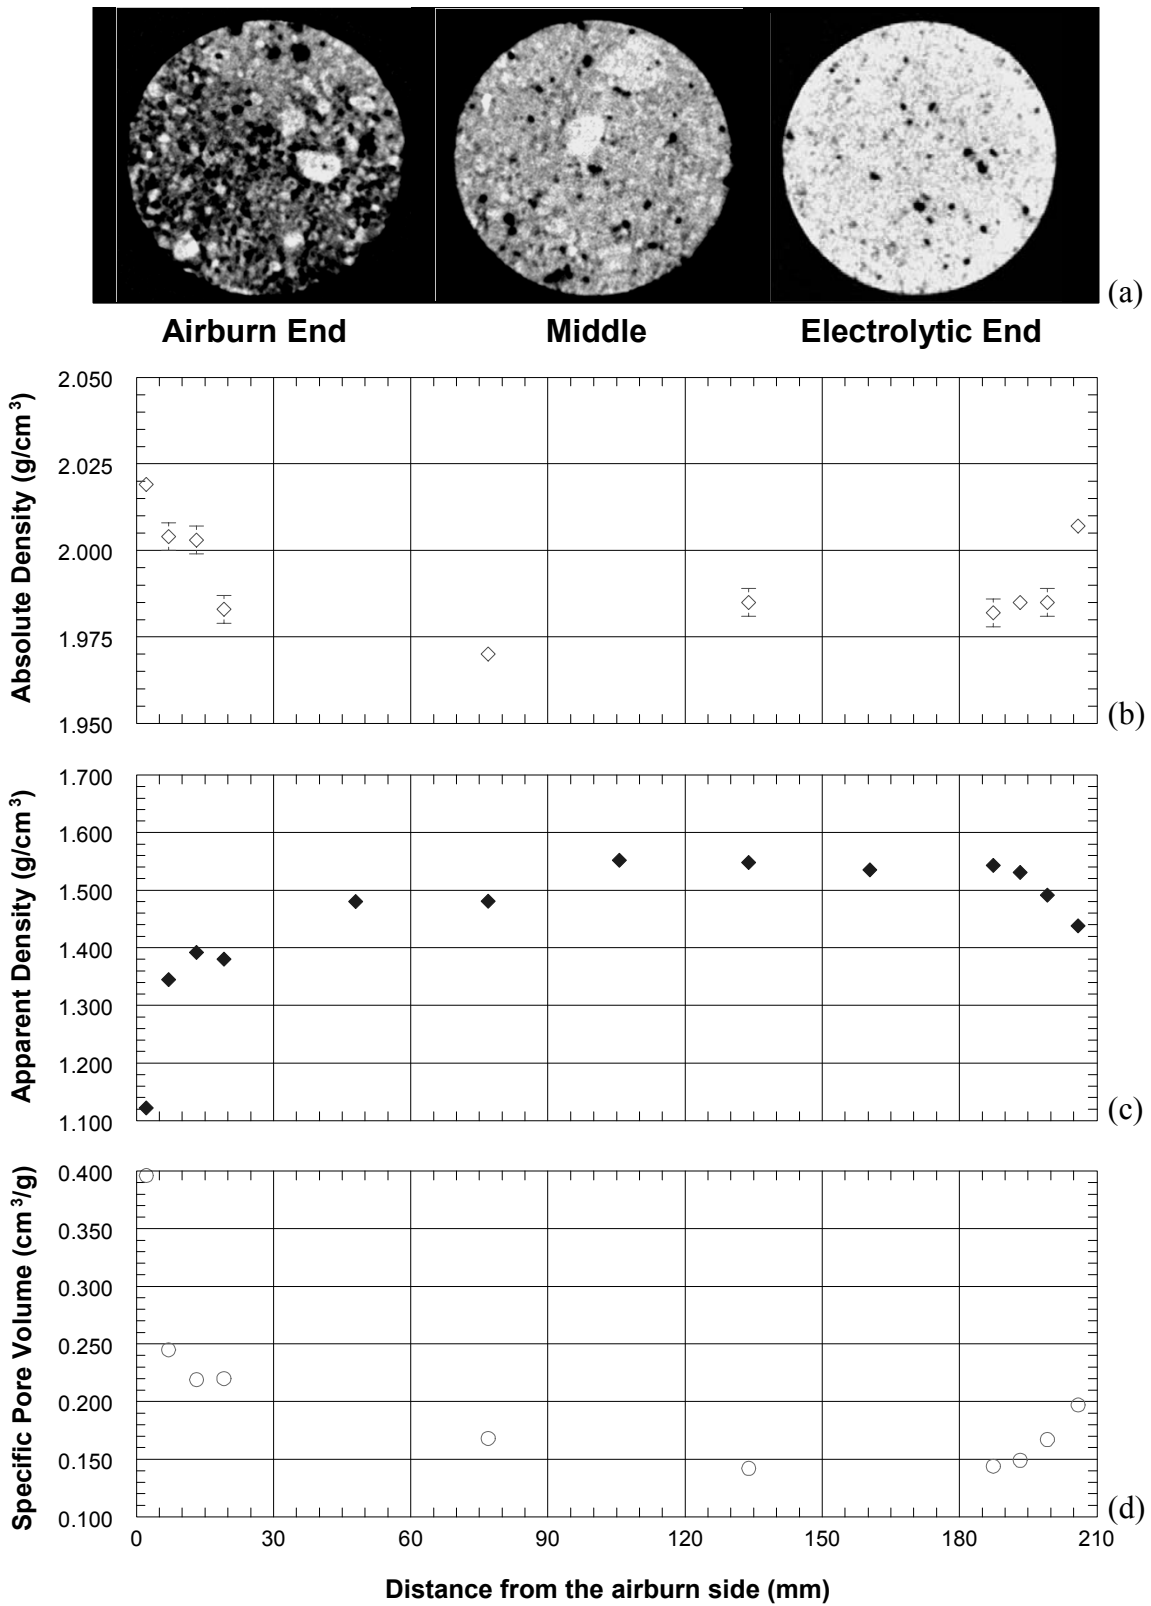 (a)
Airburn End Middle Electrolytic End
Absolute Density (g/cm³)
2.050
2.025
2.000
1.975
1.950
(b)
Apparent Density (g/cm³)
1.700
1.600
1.500
1.400
1.300
1.200
1.100
(c)
Specific Pore Volume (cm³/g)
0.400
0.350
0.300
0.250
0.200
0.150
0.100
(d)
0 30 60 90 120 150 180 210
Distance from the airburn side (mm)